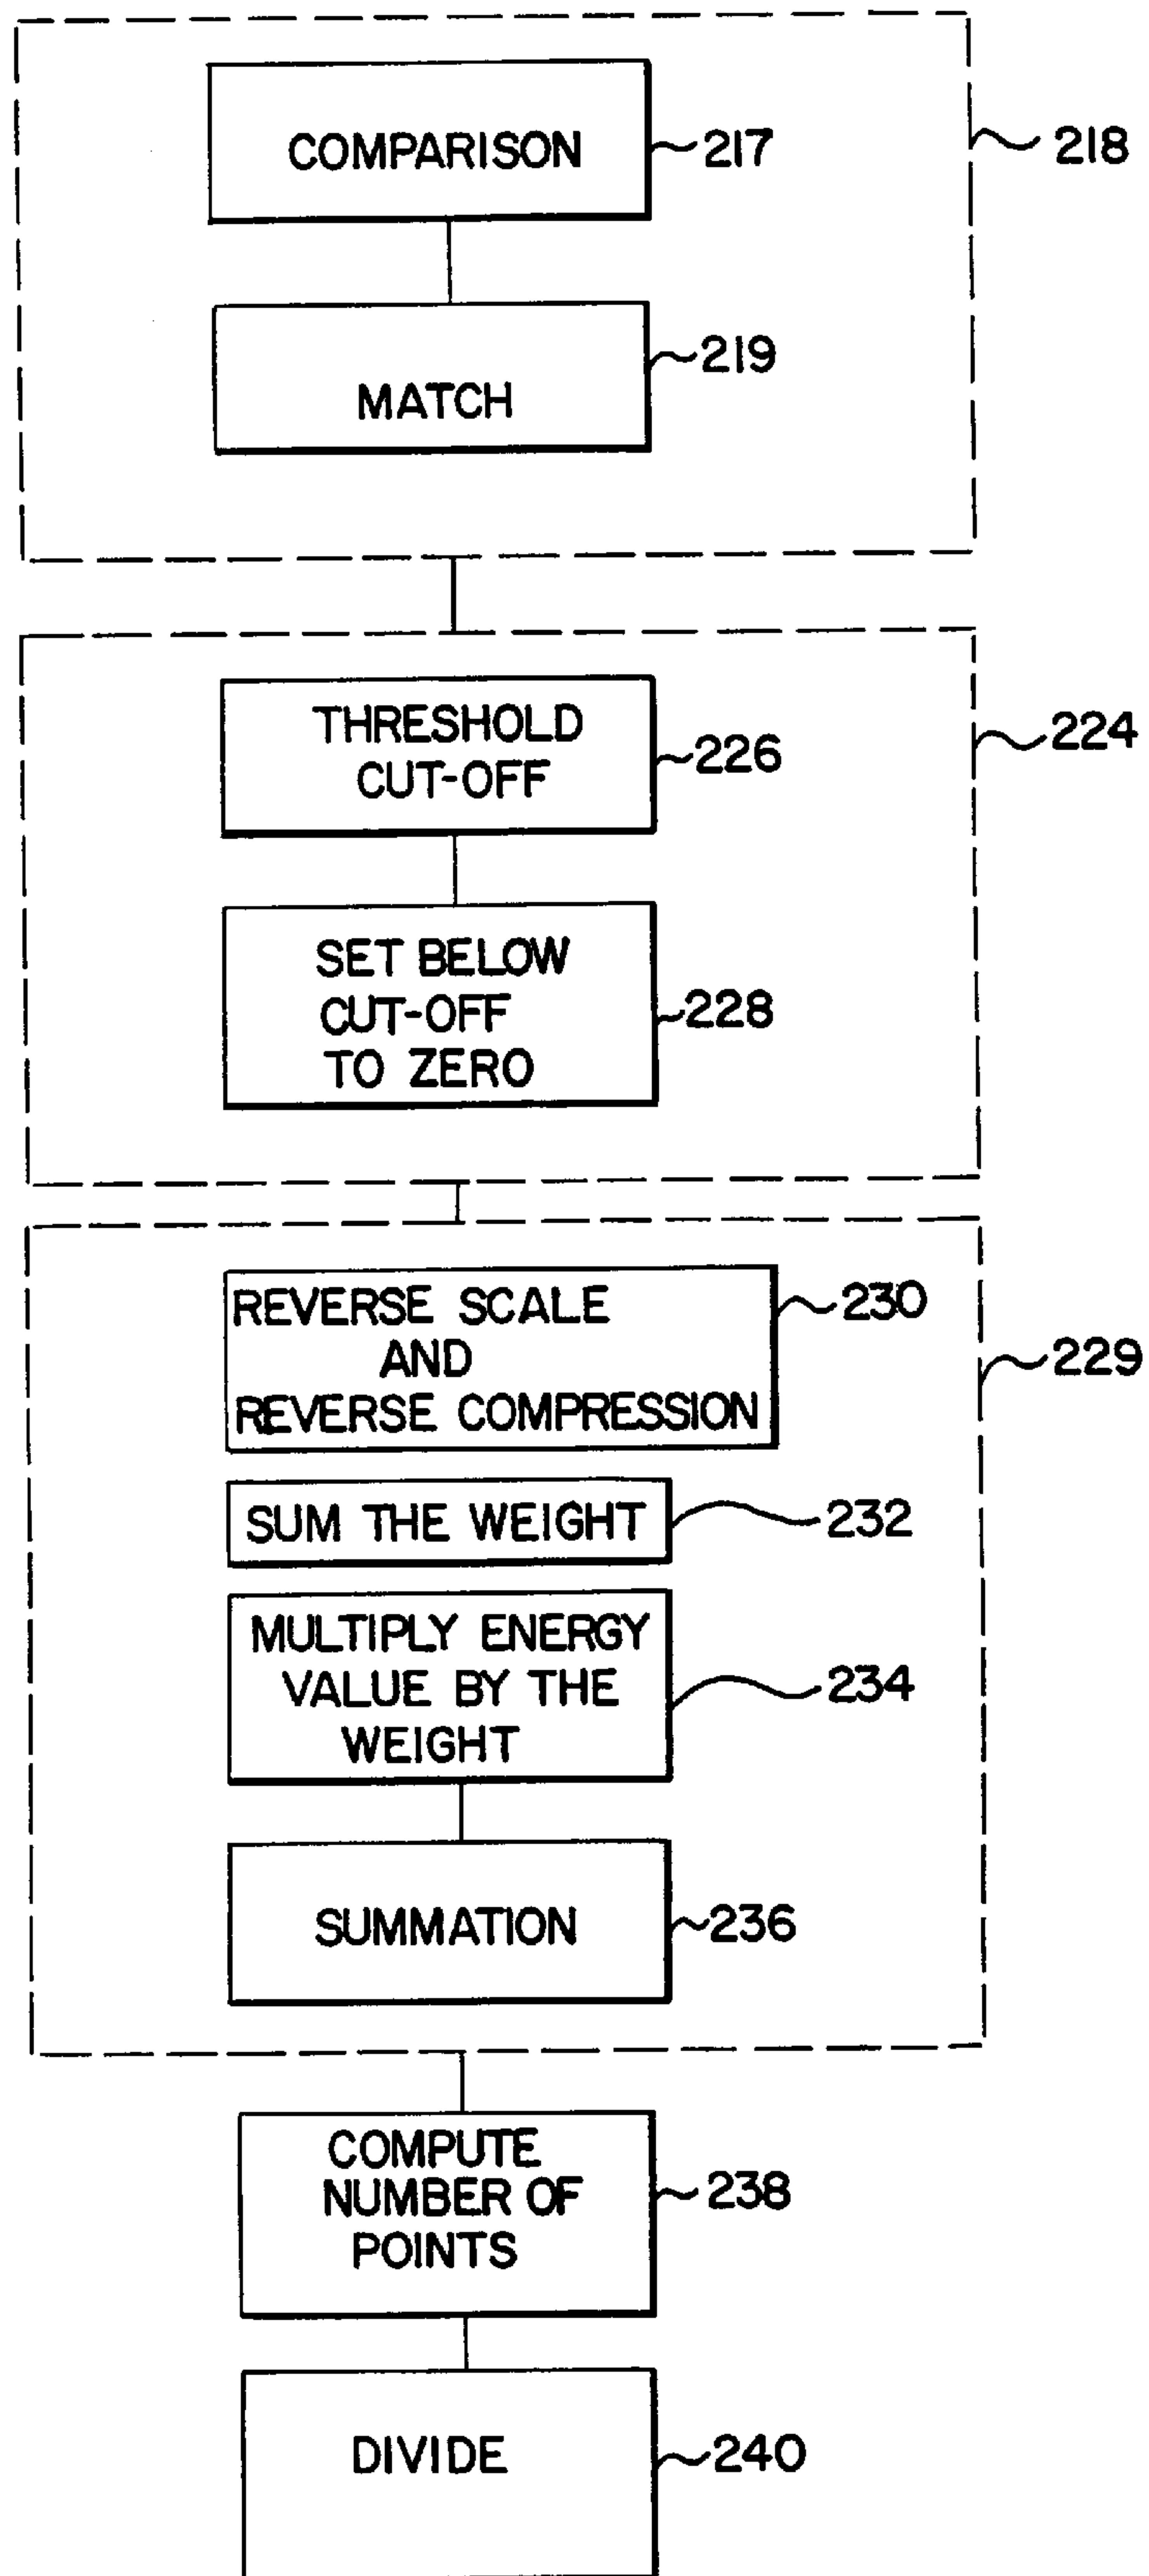 COMPARISON
217
218
MATCH
219
THRESHOLD
CUT-OFF
226
224
SET BELOW
CUT-OFF
TO ZERO
228
REVERSE SCALE
AND
REVERSE COMPRESSION
230
229
SUM THE WEIGHT
232
MULTIPLY ENERGY
VALUE BY THE
WEIGHT
234
SUMMATION
236
COMPUTE
NUMBER OF
POINTS
238
DIVIDE
240